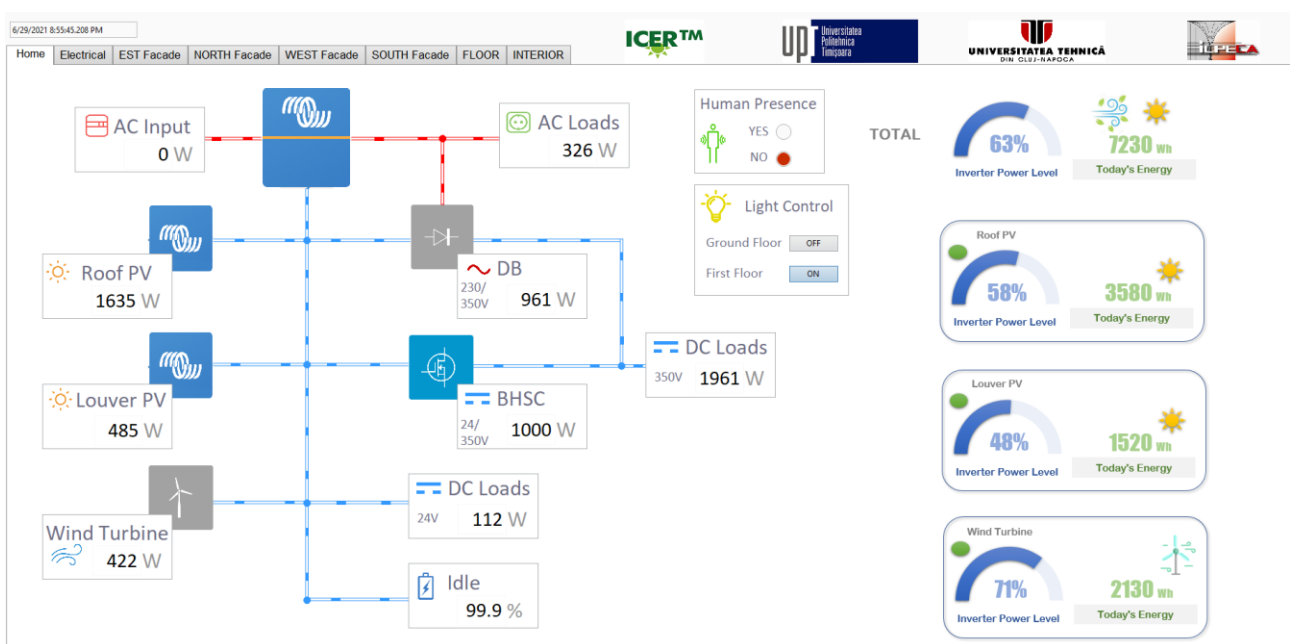 6/29/2021 8:55:45.208 PM
ICER™
UPT
Universitatea
Politehnica
Timișoara
UNIVERSITATEA TEHNICĂ
DIN CLUJ-NAPOCA
Home Electrical EST Facade NORTH Facade WEST Facade SOUTH Facade FLOOR INTERIOR
AC Input
0 W
AC Loads
326 W
Roof PV
1635 W
DB
230/
350V
961 W
Louver PV
485 W
BHSC
24/
350V
1000 W
DC Loads
350V 1961 W
Wind Turbine
422 W
DC Loads
24V 112 W
Idle
99.9 %
Human Presence
YES
NO
Light Control
Ground Floor OFF
First Floor ON
TOTAL
63%
Inverter Power Level
7230 Wh
Today's Energy
Roof PV
58%
Inverter Power Level
3580 Wh
Today's Energy
Louver PV
48%
Inverter Power Level
1520 Wh
Today's Energy
Wind Turbine
71%
Inverter Power Level
2130 Wh
Today's Energy